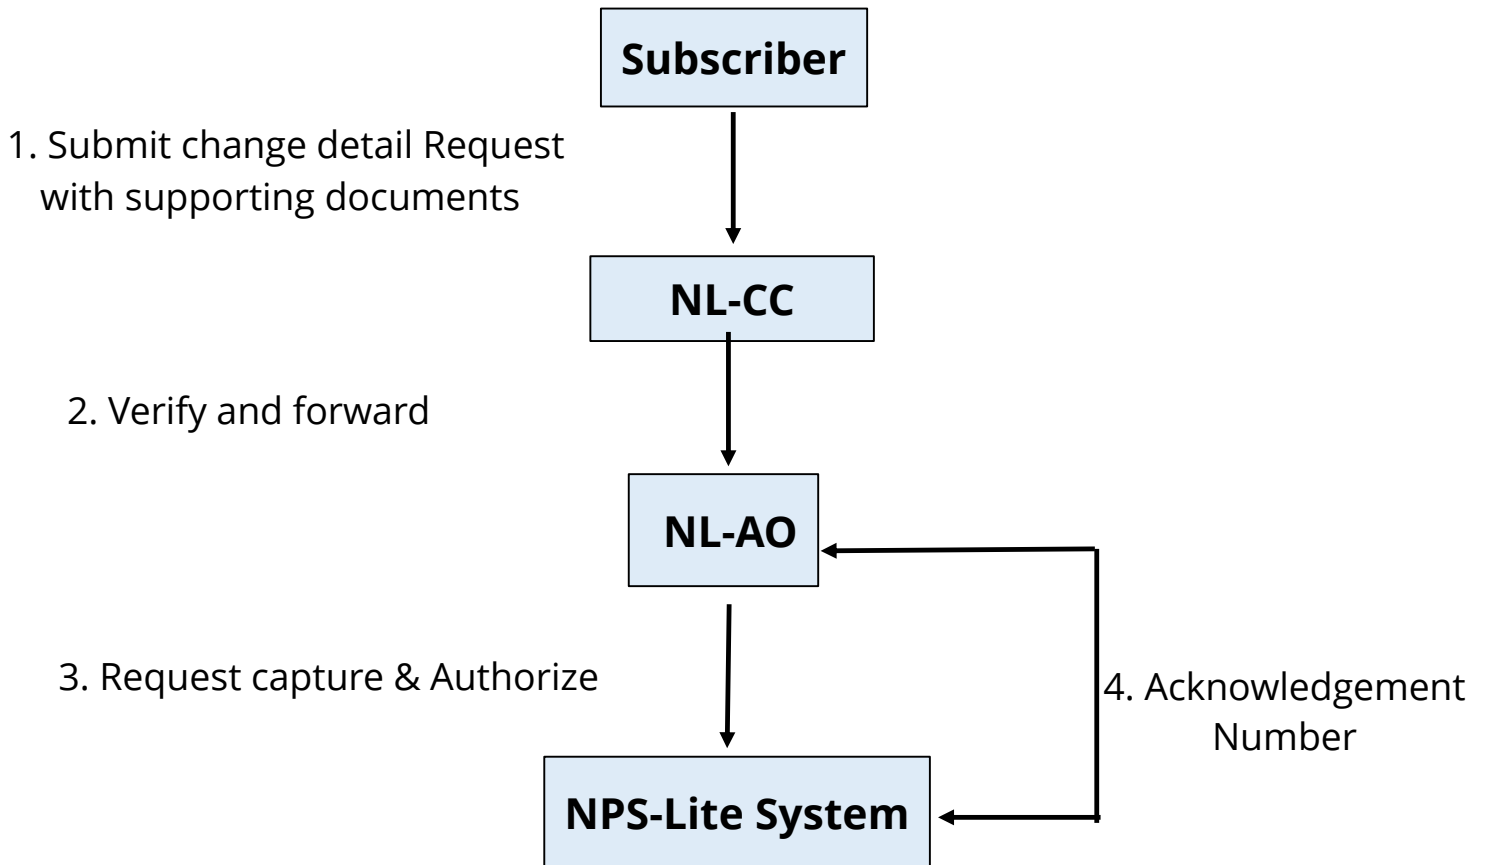 Subscriber
1. Submit change detail Request
with supporting documents
NL-CC
2. Verify and forward
NL-AO
3. Request capture & Authorize
4. Acknowledgement
Number
NPS-Lite System